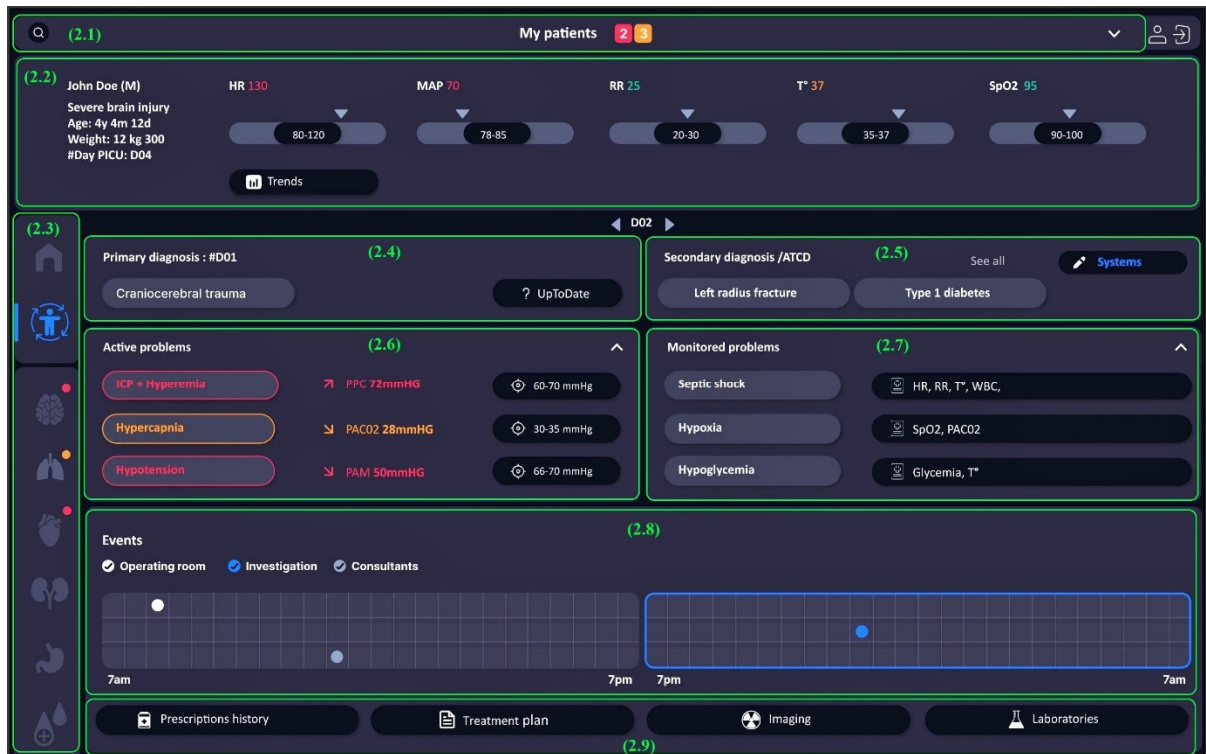 (2.1)
My patients 2 3
(2.2)
John Doe (M)
Severe brain injury
Age: 4y 4m 12d
Weight: 12 kg 300
#Day PICU: D04
HR 130
80-120
MAP 70
78-85
RR 25
20-30
T° 37
35-37
SpO2 95
90-100
Trends
D02
(2.3)
Primary diagnosis : #D01
(2.4)
Craniocerebral trauma
? UpToDate
Secondary diagnosis /ATCD
(2.5)
See all
Systems
Left radius fracture
Type 1 diabetes
Active problems
(2.6)
ICP + Hyperemia
PPC 72mmHG
60-70 mmHg
Hypercapnia
PAC02 28mmHG
30-35 mmHg
Hypotension
PAM 50mmHG
66-70 mmHg
Monitored problems
(2.7)
Septic shock
HR, RR, T°, WBC,
Hypoxia
SpO2, PAC02
Hypoglycemia
Glycemia, T°
(2.8)
Events
Operating room
Investigation
Consultants
7am
7pm
7pm
7am
Prescriptions history
Treatment plan
Imaging
Laboratories
(2.9)